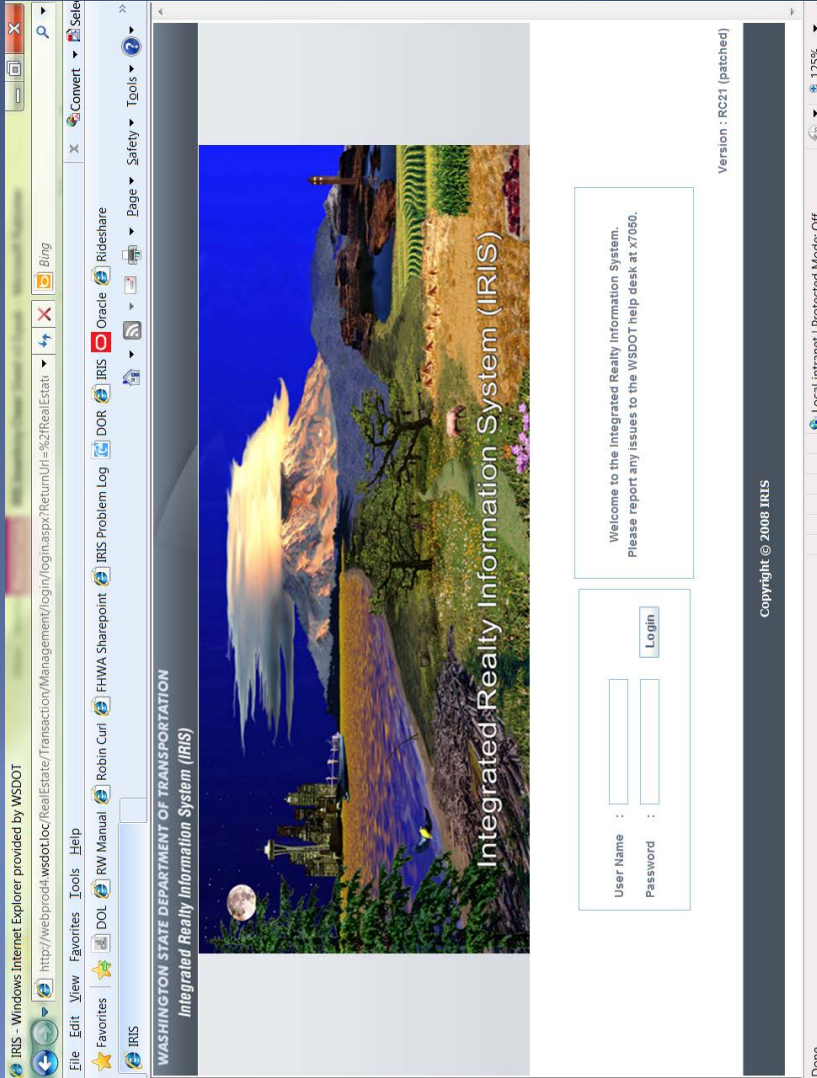 IRIS - Windows Internet Explorer provided by WSDOT
http://webprod4.wsdot.loc/RealEstate/Transaction/Management/login/login.aspx?ReturnUrl=%2fRealEstate
Bing
File Edit View Favorites Tools Help
x Convert Selec
Favorites DOL RW Manual Robin Curl FHWA Sharepoint IRIS Problem Log DOR IRIS Oracle Rideshare
IRIS
Page Safety Tools
WASHINGTON STATE DEPARTMENT OF TRANSPORTATION
Integrated Realty Information System (IRIS)
Integrated Realty Information System (IRIS)
User Name :
Password :
Login
Welcome to the Integrated Realty Information System.
Please report any issues to the WSDOT help desk at x7050.
Version : RC21 (patched)
Copyright © 2008 IRIS
Done
Local intranet | Protected Mode: Off
125%